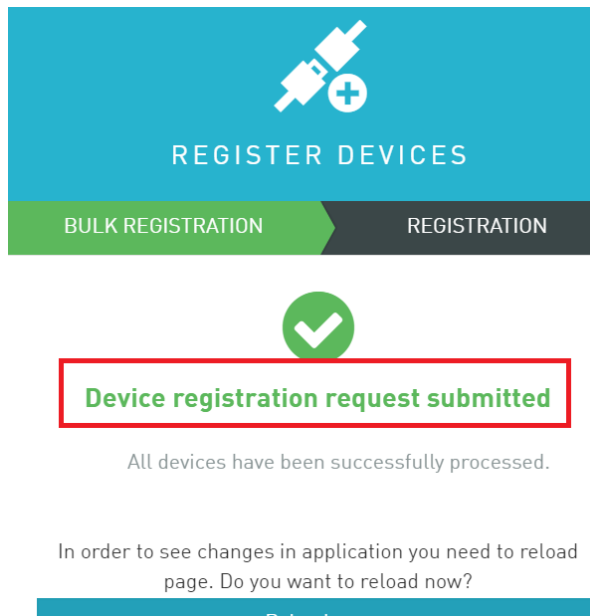 REGISTER DEVICES
BULK REGISTRATION
REGISTRATION
Device registration request submitted
All devices have been successfully processed.
In order to see changes in application you need to reload
page. Do you want to reload now?